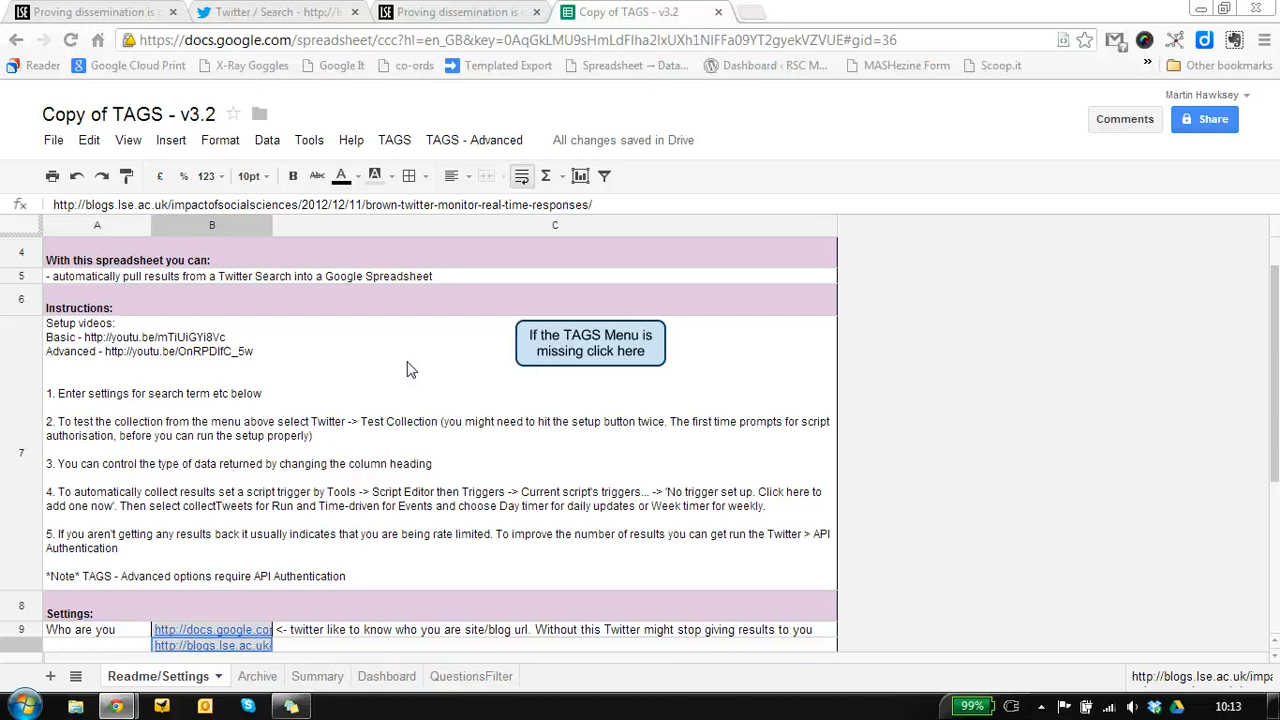 Proving dissemination is
Twitter / Search - http://b
Proving dissemination is
Copy of TAGS - v3.2
https://docs.google.com/spreadsheet/ccc?hl=en_GB&key=0AqGkLMU9sHmLdFlha2lxUXh1NlFFa09YT2gyekVZVUE#gid=36
Reader Google Cloud Print X-Ray Goggles Google It co-ords Templated Export Spreadsheet → Data... Dashboard ‹ RSC M... MASHezine Form Scoop.it » Other bookmarks
Martin Hawksey
Copy of TAGS - v3.2
Comments Share
File Edit View Insert Format Data Tools Help TAGS TAGS - Advanced All changes saved in Drive
£ % 123 10pt B Abc A A Σ
fx http://blogs.lse.ac.uk/impactofsocialsciences/2012/12/11/brown-twitter-monitor-real-time-responses/
A B C
4 With this spreadsheet you can:
5 - automatically pull results from a Twitter Search into a Google Spreadsheet
6 Instructions:
Setup videos:
Basic - http://youtu.be/mTiUiGYi8Vc
Advanced - http://youtu.be/OnRPDlfC_5w
If the TAGS Menu is
missing click here
1. Enter settings for search term etc below
2. To test the collection from the menu above select Twitter -> Test Collection (you might need to hit the setup button twice. The first time prompts for script
authorisation, before you can run the setup properly)
7
3. You can control the type of data returned by changing the column heading
4. To automatically collect results set a script trigger by Tools -> Script Editor then Triggers -> Current script's triggers... -> 'No trigger set up. Click here to
add one now'. Then select collectTweets for Run and Time-driven for Events and choose Day timer for daily updates or Week timer for weekly.
5. If you aren't getting any results back it usually indicates that you are being rate limited. To improve the number of results you can get run the Twitter > API
Authentication
*Note* TAGS - Advanced options require API Authentication
8 Settings:
9 Who are you http://docs.google.co <- twitter like to know who you are site/blog url. Without this Twitter might stop giving results to you
http://blogs.lse.ac.uk/
Readme/Settings Archive Summary Dashboard QuestionsFilter http://blogs.lse.ac.uk/impa
99% 10:13